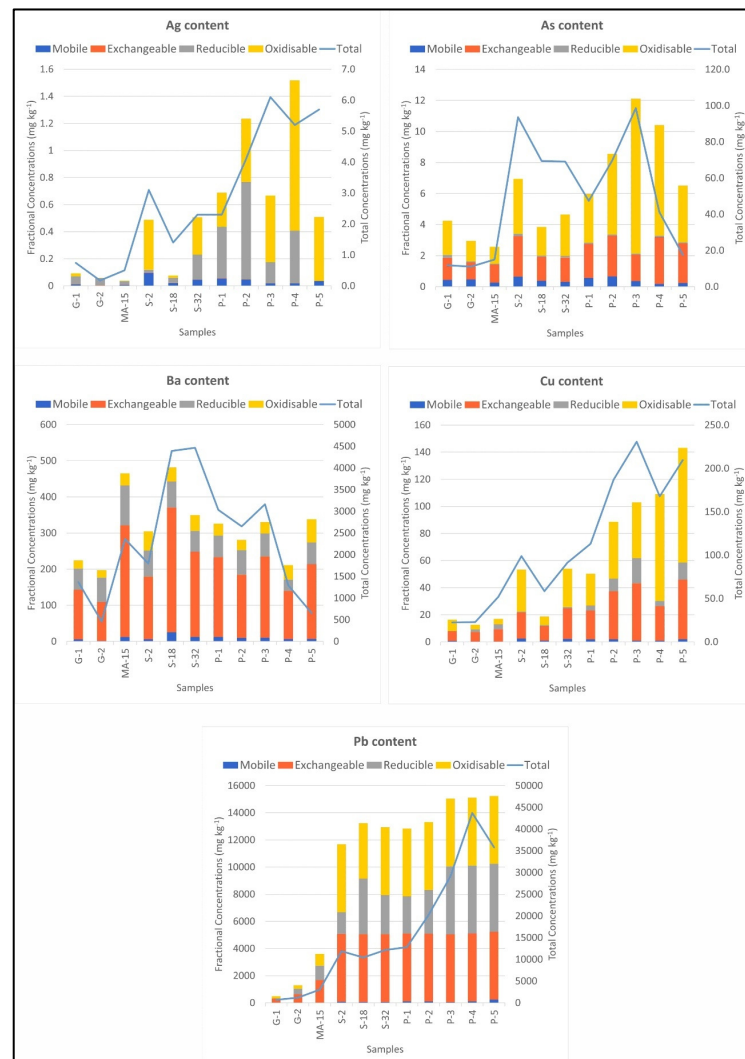 Ag content
Mobile Exchangeable Reducible Oxidisable Total
Fractional Concentrations (mg kg⁻¹)
1.6
1.4
1.2
1
0.8
0.6
0.4
0.2
0
7.0
6.0
5.0
4.0
3.0
2.0
1.0
0.0
Total Concentrations (mg kg⁻¹)
G-1 G-2 MA-15 S-2 S-18 S-32 P-1 P-2 P-3 P-4 P-5
Samples
As content
Mobile Exchangeable Reducible Oxidisable Total
Fractional Concentrations (mg kg⁻¹)
14
12
10
8
6
4
2
0
120.0
100.0
80.0
60.0
40.0
20.0
0.0
Total Concentrations (mg kg⁻¹)
G-1 G-2 MA-15 S-2 S-18 S-32 P-1 P-2 P-3 P-4 P-5
Samples
Ba content
Mobile Exchangeable Reducible Oxidisable Total
Fractional Concentrations (mg kg⁻¹)
600
500
400
300
200
100
0
5000
4500
4000
3500
3000
2500
2000
1500
1000
500
0
Total Concentrations (mg kg⁻¹)
G-1 G-2 MA-15 S-2 S-18 S-32 P-1 P-2 P-3 P-4 P-5
Samples
Cu content
Mobile Exchangeable Reducible Oxidisable Total
Fractional Concentrations (mg kg⁻¹)
160
140
120
100
80
60
40
20
0
250.0
200.0
150.0
100.0
50.0
0.0
Total Concentrations (mg kg⁻¹)
G-1 G-2 MA-15 S-2 S-18 S-32 P-1 P-2 P-3 P-4 P-5
Samples
Pb content
Mobile Exchangeable Reducible Oxidisable Total
Fractional Concentrations (mg kg⁻¹)
16000
14000
12000
10000
8000
6000
4000
2000
0
50000
45000
40000
35000
30000
25000
20000
15000
10000
5000
0
Total Concentrations (mg kg⁻¹)
G-1 G-2 MA-15 S-2 S-18 S-32 P-1 P-2 P-3 P-4 P-5
Samples